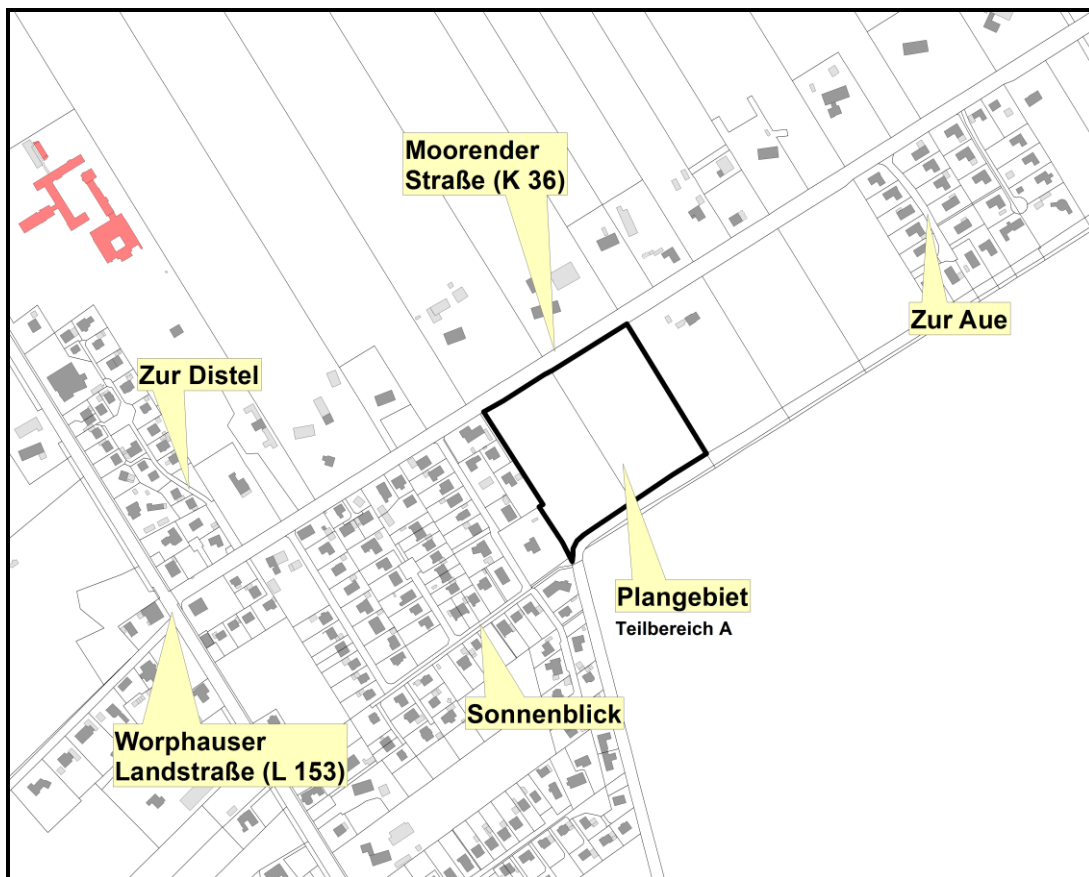 Moorender
Straße (K 36)
Zur Aue
Zur Distel
Plangebiet
Teilbereich A
Sonnenblick
Worphauser
Landstraße (L 153)